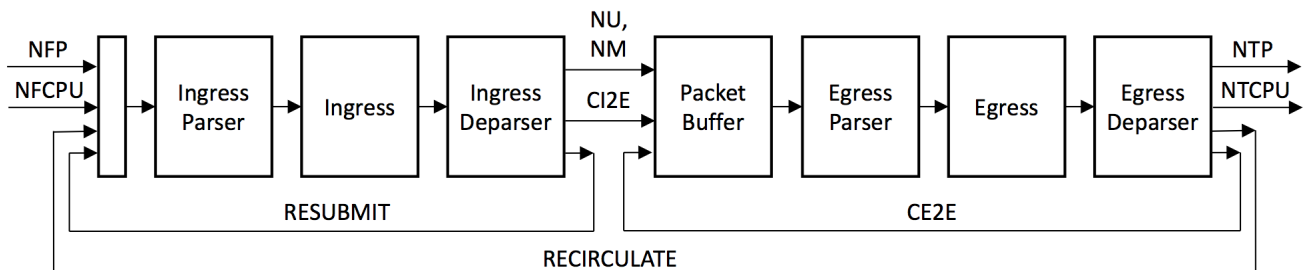 NFP
NFCPU
Ingress
Parser
Ingress
Ingress
Deparser
NU,
NM
CI2E
Packet
Buffer
Egress
Parser
Egress
Egress
Deparser
NTP
NTCPU
RESUBMIT
CE2E
RECIRCULATE